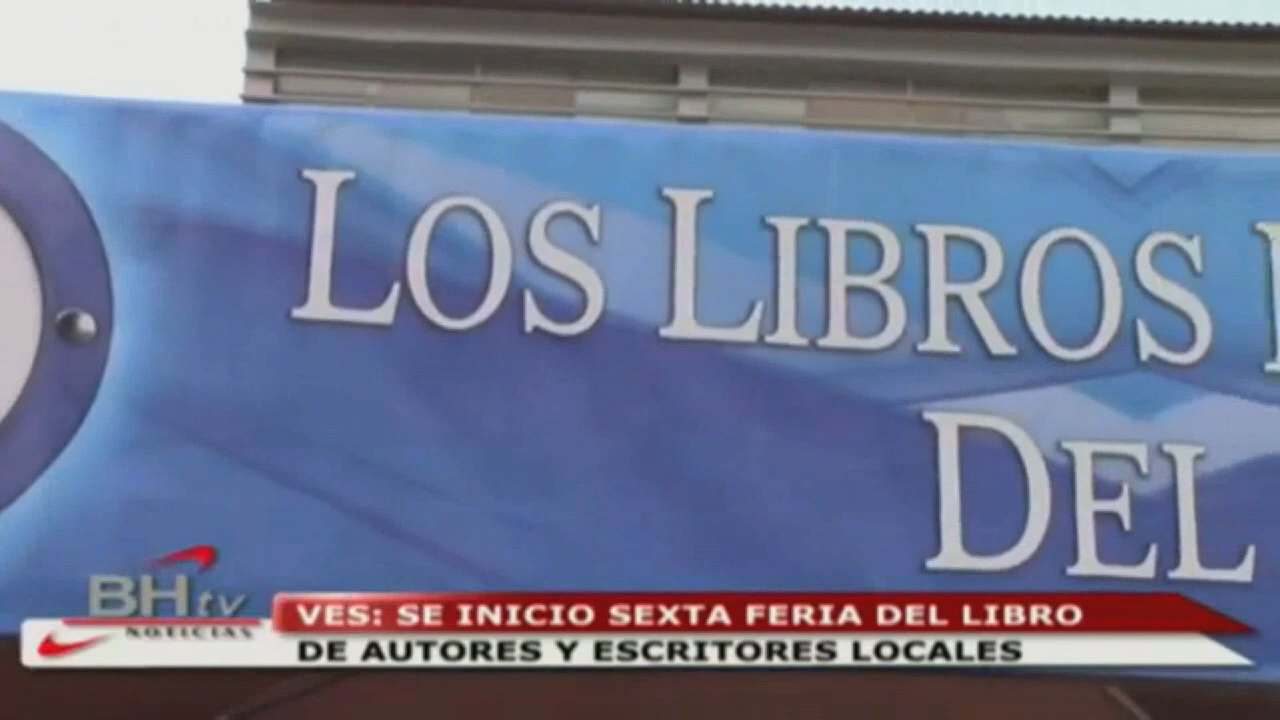 LOS LIBROS
DEL
BHtv
NOTICIAS
VES: SE INICIO SEXTA FERIA DEL LIBRO
DE AUTORES Y ESCRITORES LOCALES